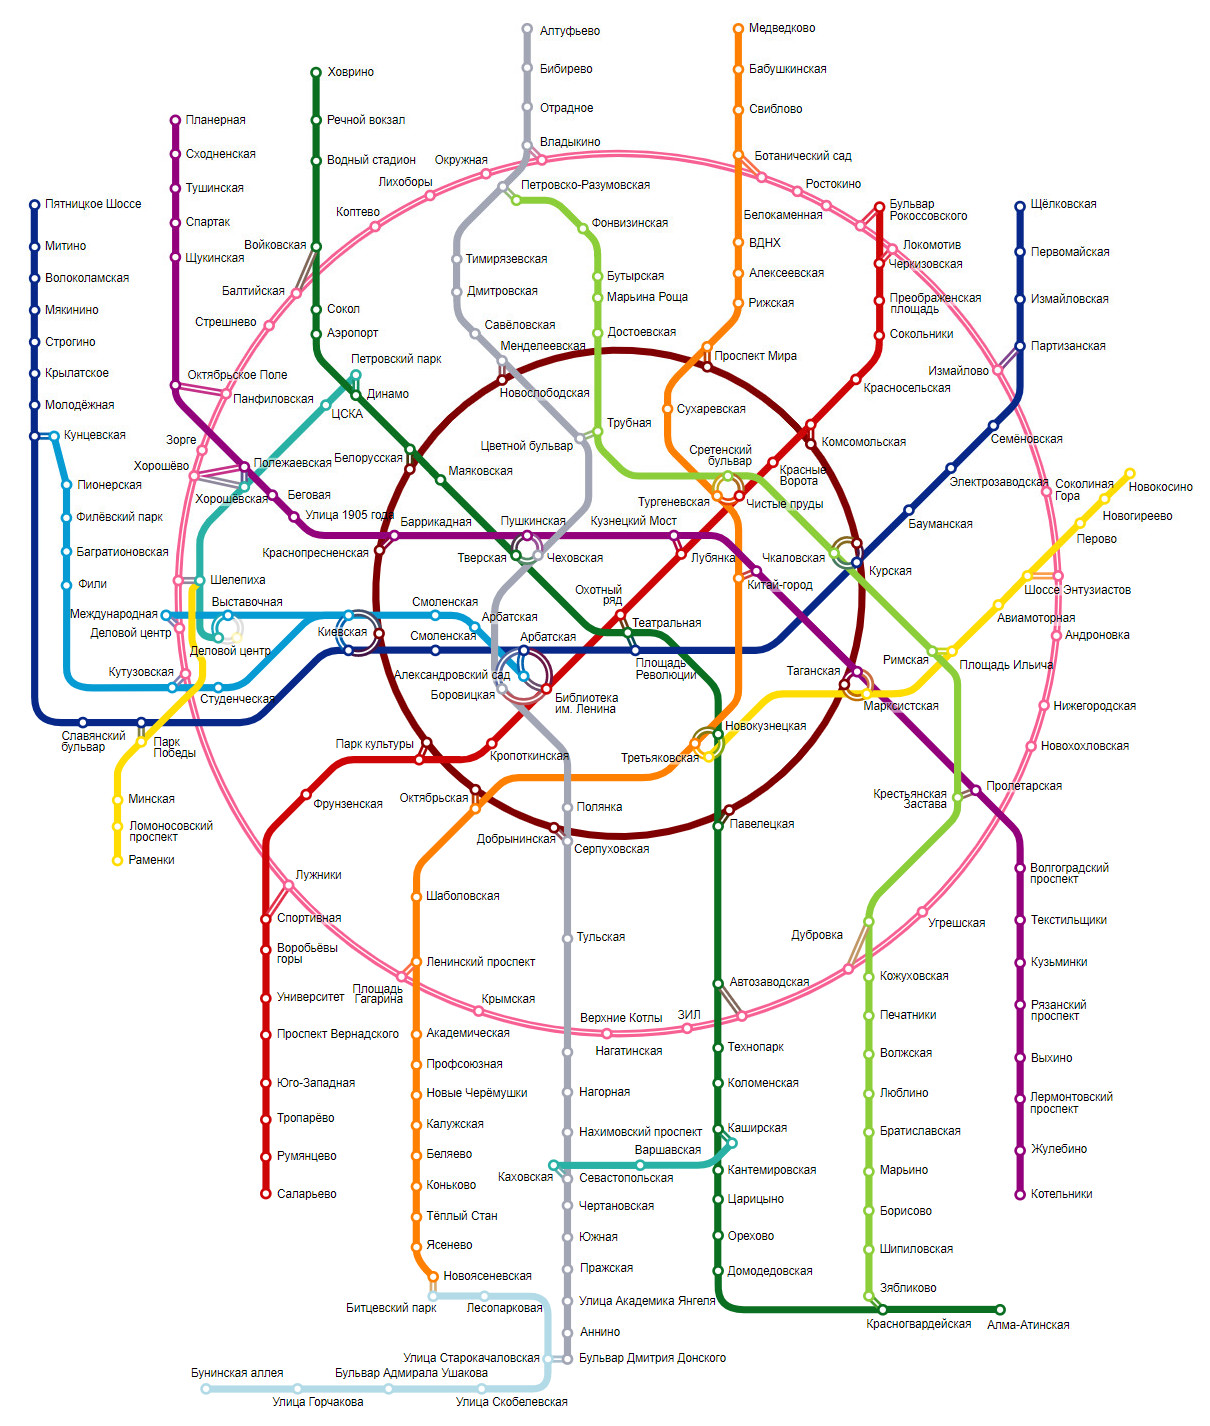 Алтуфьево
Медведково
Бибирево
Бабушкинская
Ховрино
Отрадное
Свиблово
Планерная
Речной вокзал
Владыкино
Сходненская
Водный стадион
Окружная
Ботанический сад
Тушинская
Лихоборы
Петровско-Разумовская
Ростокино
Пятницкое Шоссе
Спартак
Коптево
Фонвизинская
Белокаменная
Бульвар
Рокоссовского
Щёлковская
Митино
Щукинская
Войковская
ВДНХ
Локомотив
Первомайская
Тимирязевская
Черкизовская
Волоколамская
Бутырская
Алексеевская
Балтийская
Дмитровская
Марьина Роща
Преображенская
площадь
Измайловская
Мякинино
Сокол
Рижская
Стрешнево
Аэропорт
Савёловская
Достоевская
Сокольники
Строгино
Менделеевская
Партизанская
Петровский парк
Проспект Мира
Крылатское
Октябрьское Поле
Измайлово
Панфиловская
Динамо
Новослободская
Красносельская
Молодёжная
ЦСКА
Сухаревская
Кунцевская
Зорге
Цветной бульвар
Трубная
Комсомольская
Семёновская
Хорошёво
Полежаевская
Белорусская
Маяковская
Сретенский
бульвар
Красные
Ворота
Электрозаводская
Соколиная
Гора
Новокосино
Пионерская
Хорошёвская
Беговая
Тургеневская
Чистые пруды
Филёвский парк
Улица 1905 года
Баррикадная
Пушкинская
Кузнецкий Мост
Бауманская
Новогиреево
Перово
Багратионовская
Краснопресненская
Тверская
Чеховская
Лубянка
Чкаловская
Курская
Фили
Шелепиха
Охотный
ряд
Китай-город
Шоссе Энтузиастов
Международная
Выставочная
Смоленская
Арбатская
Театральная
Авиамоторная
Деловой центр
Киевская
Смоленская
Арбатская
Андроновка
Деловой центр
Площадь
Революции
Римская
Площадь Ильича
Кутузовская
Александровский сад
Таганская
Студенческая
Боровицкая
Библиотека
им. Ленина
Марксистская
Нижегородская
Славянский
бульвар
Парк
Победы
Парк культуры
Кропоткинская
Новокузнецкая
Третьяковская
Новохохловская
Минская
Фрунзенская
Октябрьская
Полянка
Крестьянская
Застава
Пролетарская
Ломоносовский
проспект
Добрынинская
Серпуховская
Павелецкая
Раменки
Лужники
Волгоградский
проспект
Шаболовская
Спортивная
Тульская
Дубровка
Угрешская
Текстильщики
Воробьёвы
горы
Ленинский проспект
Кузьминки
Площадь
Гагарина
Автозаводская
Кожуховская
Университет
Крымская
Рязанский
проспект
Проспект Вернадского
Академическая
Верхние Котлы
ЗИЛ
Печатники
Нагатинская
Технопарк
Волжская
Выхино
Профсоюзная
Юго-Западная
Новые Черёмушки
Нагорная
Коломенская
Люблино
Лермонтовский
проспект
Тропарёво
Калужская
Нахимовский проспект
Каширская
Братиславская
Румянцево
Беляево
Варшавская
Жулебино
Каховская
Севастопольская
Кантемировская
Марьино
Саларьево
Коньково
Царицыно
Котельники
Тёплый Стан
Чертановская
Борисово
Ясенево
Южная
Орехово
Шипиловская
Новоясеневская
Пражская
Домодедовская
Зябликово
Битцевский парк
Лесопарковая
Улица Академика Янгеля
Красногвардейская
Алма-Атинская
Аннино
Улица Старокачаловская
Бульвар Дмитрия Донского
Бунинская аллея
Бульвар Адмирала Ушакова
Улица Горчакова
Улица Скобелевская